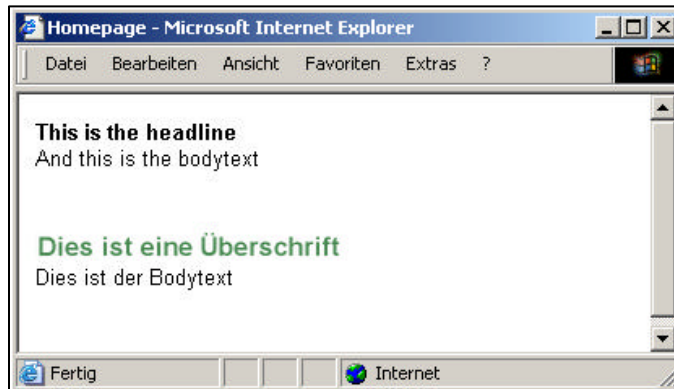 Homepage - Microsoft Internet Explorer
Datei Bearbeiten Ansicht Favoriten Extras ?
This is the headline
And this is the bodytext
Dies ist eine Überschrift
Dies ist der Bodytext
Fertig Internet